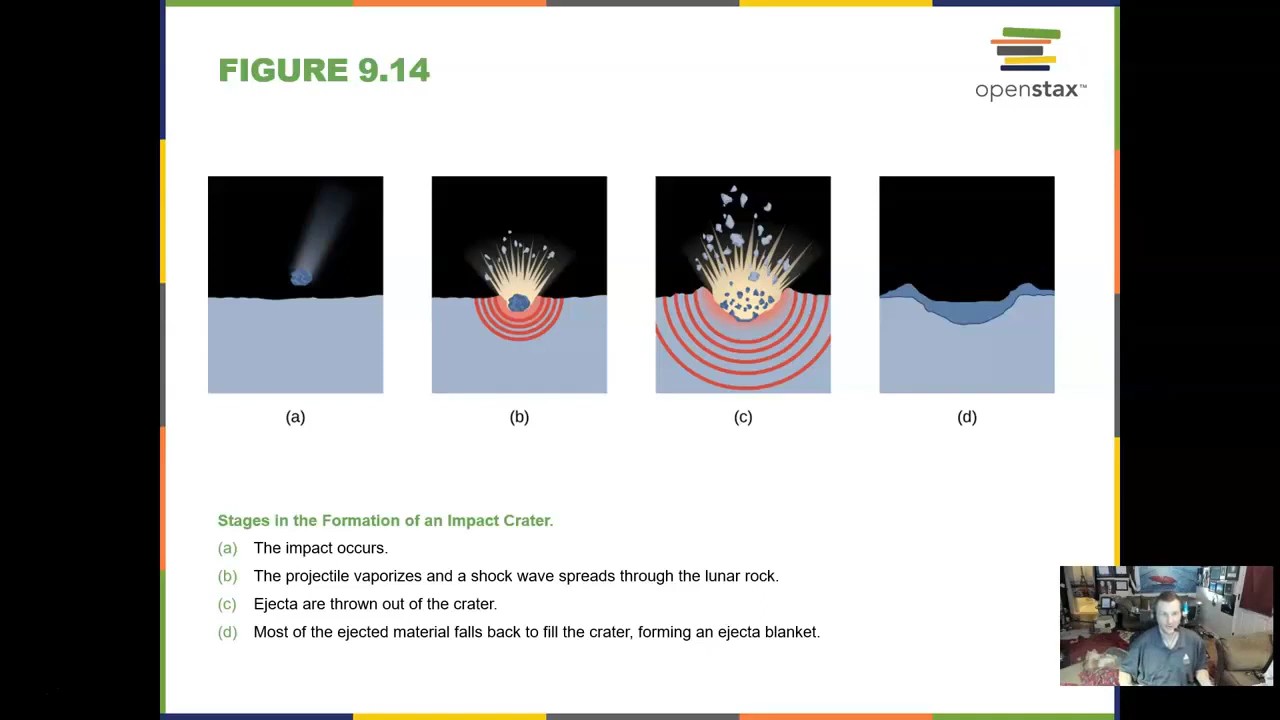 FIGURE 9.14
openstax™
(a)
(b)
(c)
(d)
Stages in the Formation of an Impact Crater.
(a) The impact occurs.
(b) The projectile vaporizes and a shock wave spreads through the lunar rock.
(c) Ejecta are thrown out of the crater.
(d) Most of the ejected material falls back to fill the crater, forming an ejecta blanket.